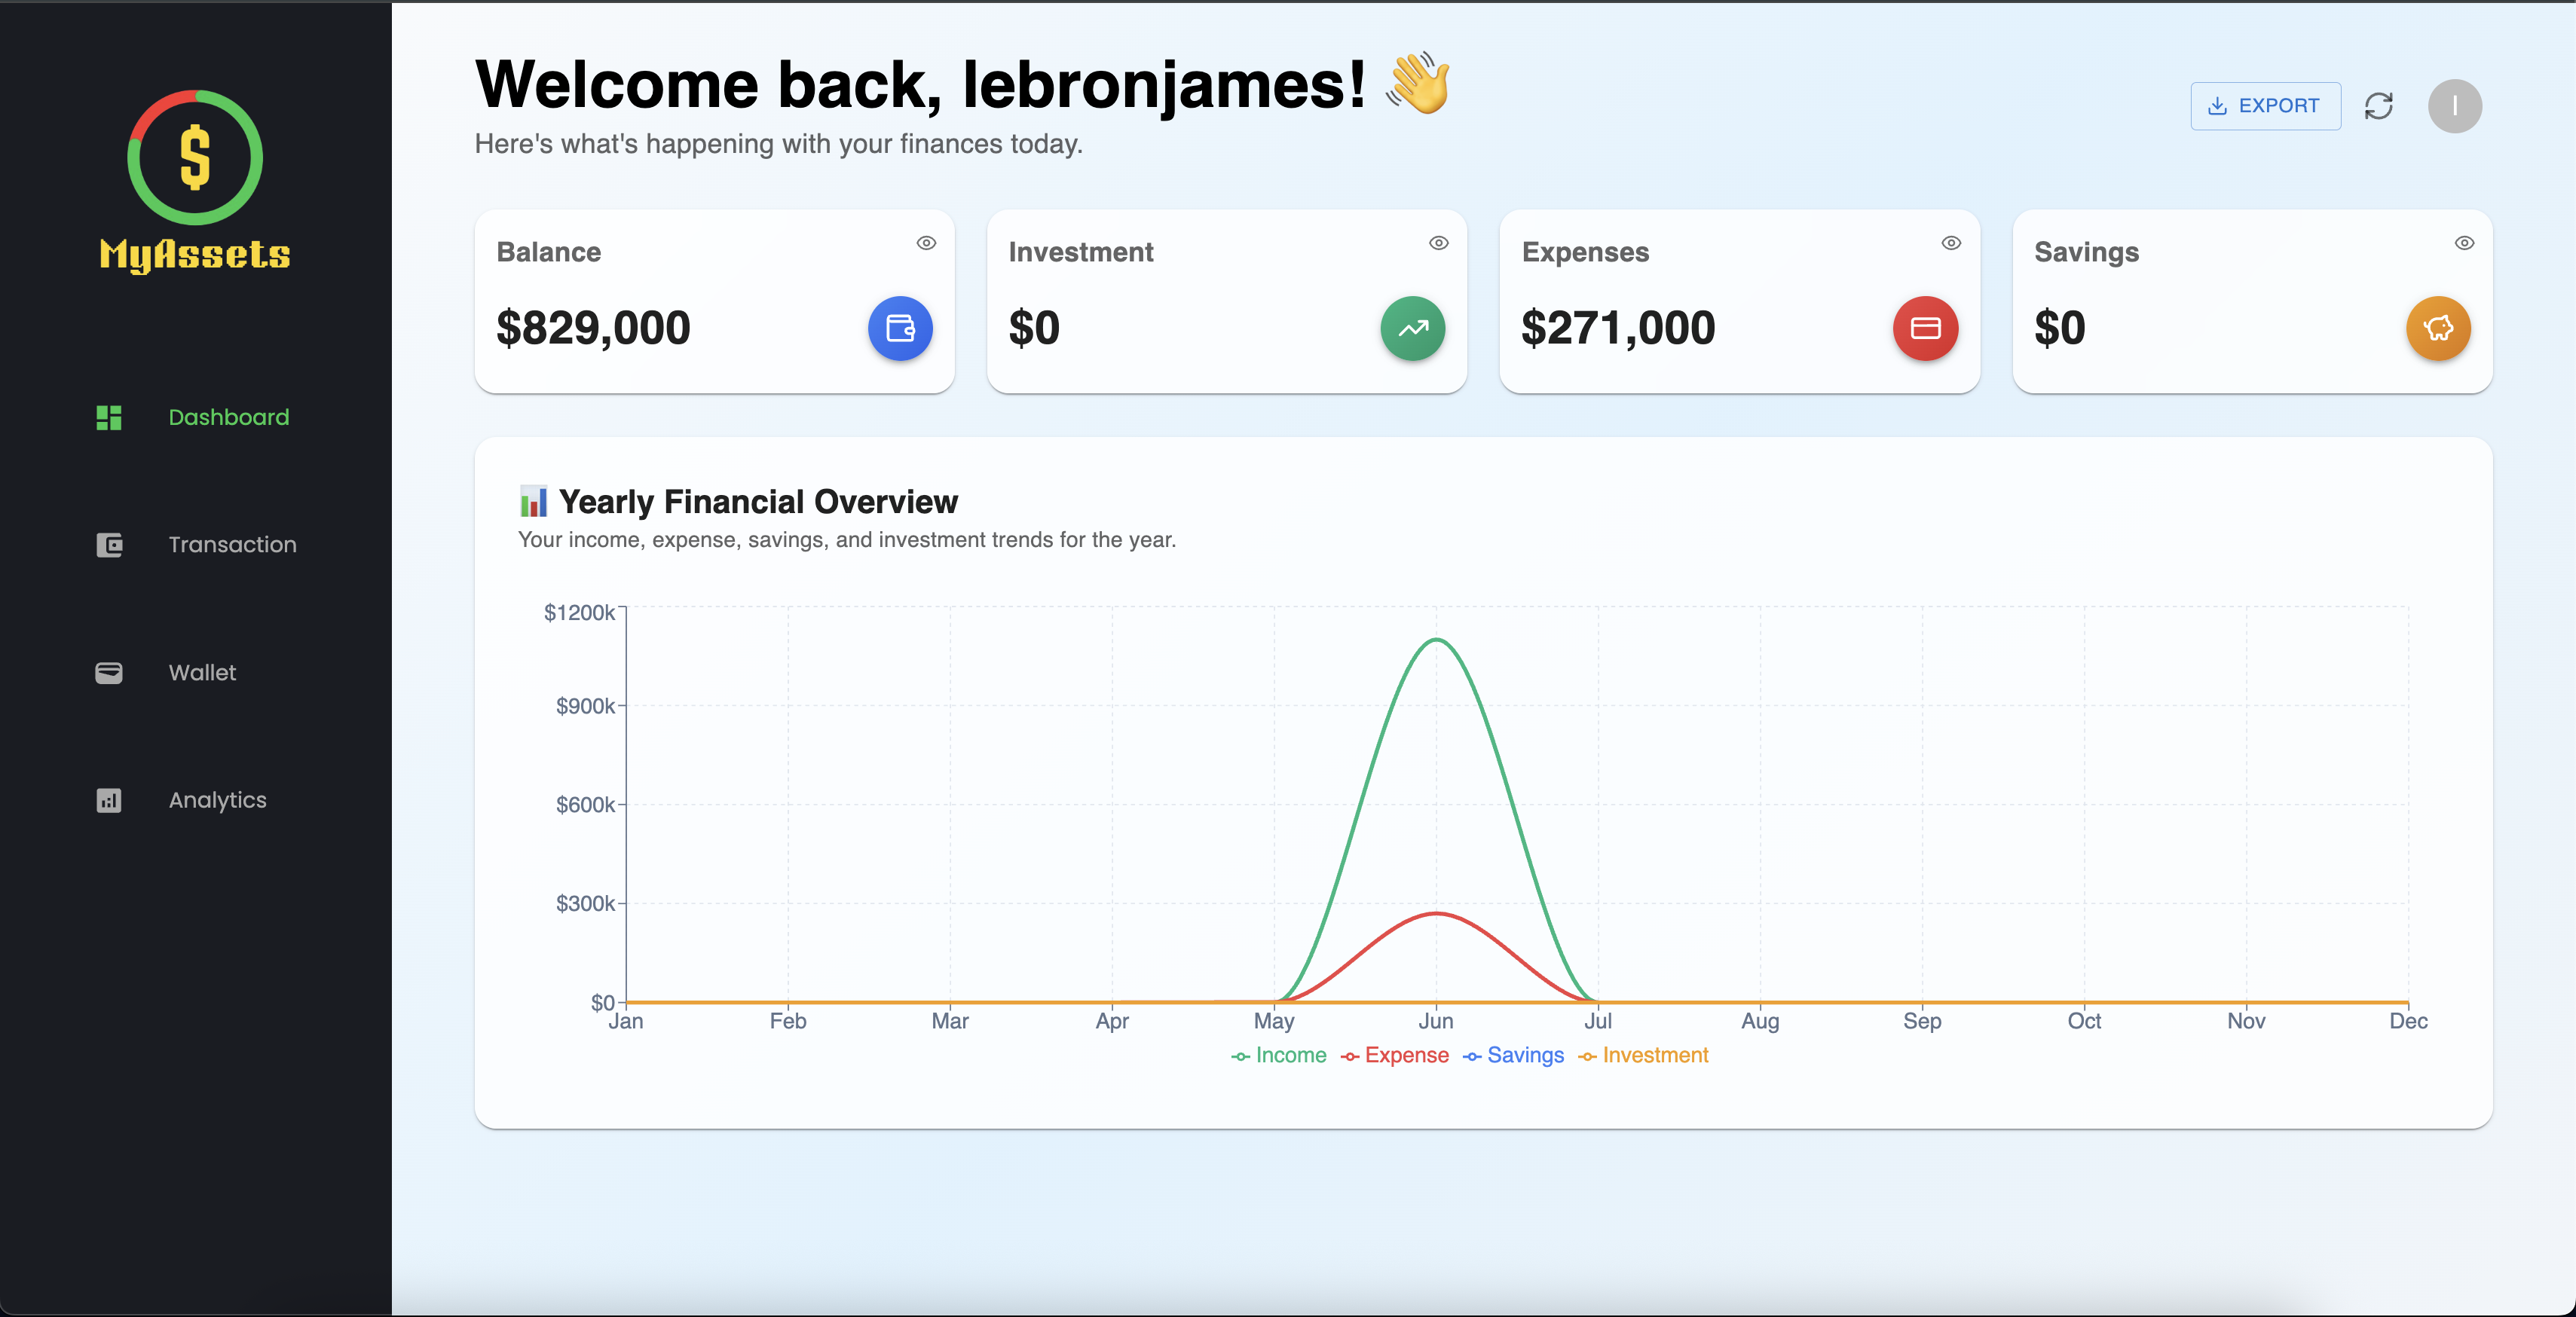 $
MyAssets
Dashboard
Transaction
Wallet
Analytics
Welcome back, lebronjames! 👋
Here's what's happening with your finances today.
EXPORT
l
Balance
$829,000
Investment
$0
Expenses
$271,000
Savings
$0
📊 Yearly Financial Overview
Your income, expense, savings, and investment trends for the year.
$1200k
$900k
$600k
$300k
$0
Jan Feb Mar Apr May Jun Jul Aug Sep Oct Nov Dec
Income Expense Savings Investment